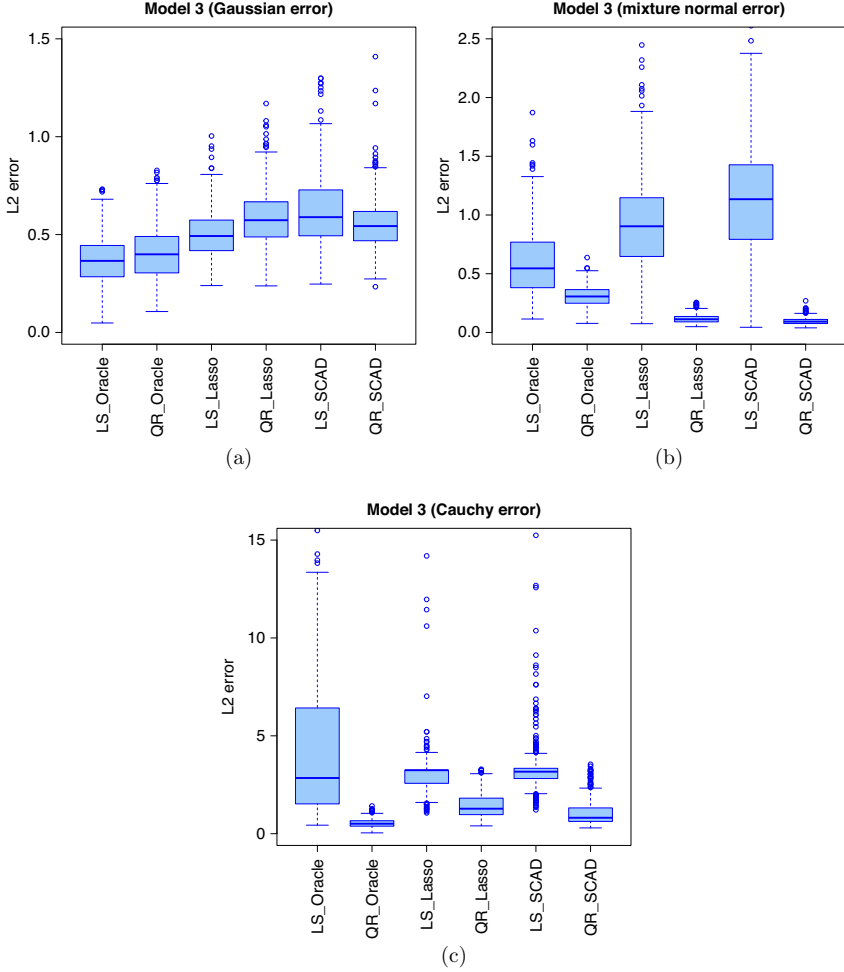 Model 3 (Gaussian error)
L2 error
1.5
1.0
0.5
0.0
LS_Oracle
QR_Oracle
LS_Lasso
QR_Lasso
LS_SCAD
QR_SCAD
(a)
Model 3 (mixture normal error)
L2 error
2.5
2.0
1.5
1.0
0.5
0.0
LS_Oracle
QR_Oracle
LS_Lasso
QR_Lasso
LS_SCAD
QR_SCAD
(b)
Model 3 (Cauchy error)
L2 error
15
10
5
0
LS_Oracle
QR_Oracle
LS_Lasso
QR_Lasso
LS_SCAD
QR_SCAD
(c)